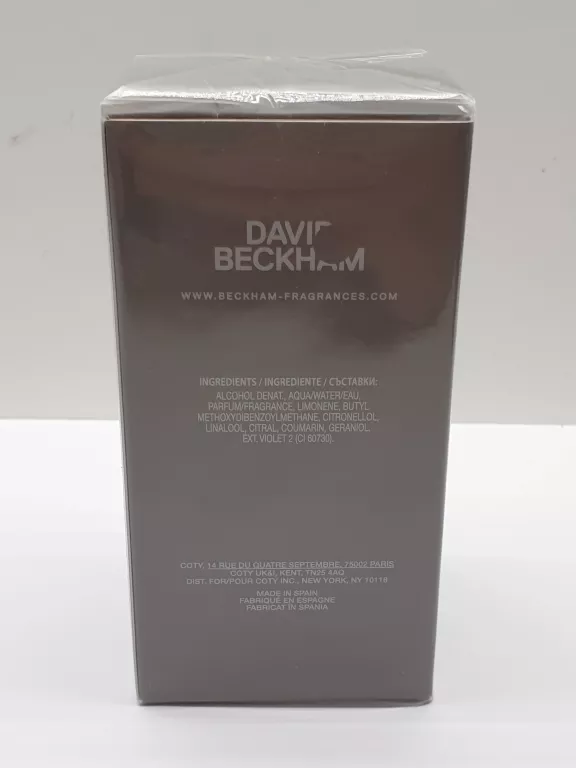 DAVID
BECKHAM
WWW.BECKHAM-FRAGRANCES.COM
INGREDIENTS / INGREDIENTE / СЪСТАВКИ:
ALCOHOL DENAT., AQUA/WATER/EAU,
PARFUM/FRAGRANCE, LIMONENE, BUTYL
METHOXYDIBENZOYLMETHANE, CITRONELLOL,
LINALOOL, CITRAL, COUMARIN, GERANIOL.
EXT. VIOLET 2 (CI 60730).
COTY, 14 RUE DU QUATRE SEPTEMBRE, 75002 PARIS
COTY UK&I, KENT, TN25 4AQ
DIST. FOR/POUR COTY INC., NEW YORK, NY 10118
MADE IN SPAIN
FABRIQUÉ EN ESPAGNE
FABRICAT IN SPANIA